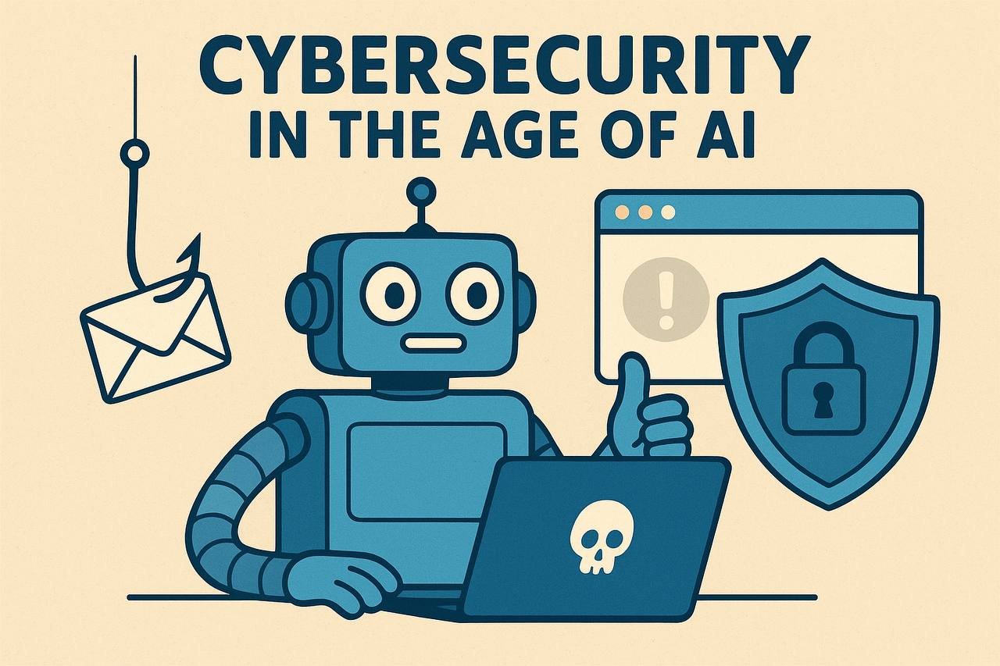 CYBERSECURITY
IN THE AGE OF AI
!